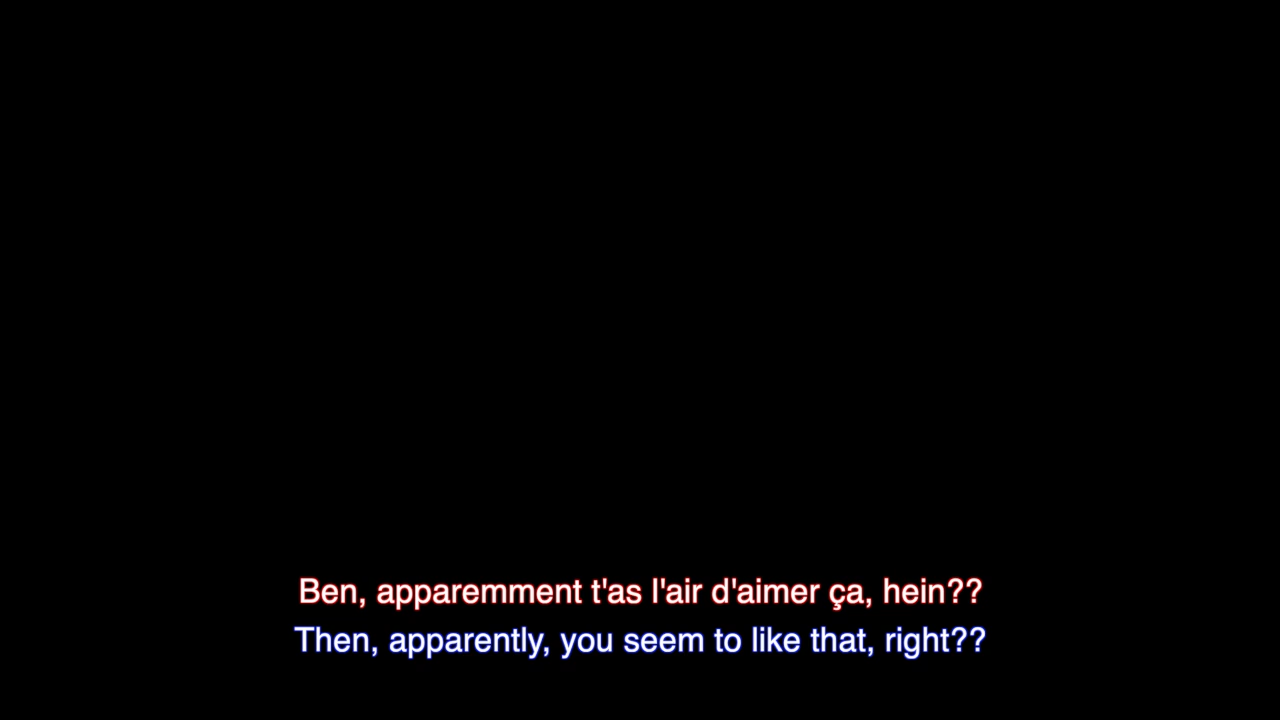 Ben, apparemment t'as l'air d'aimer ça, hein??
Then, apparently, you seem to like that, right??